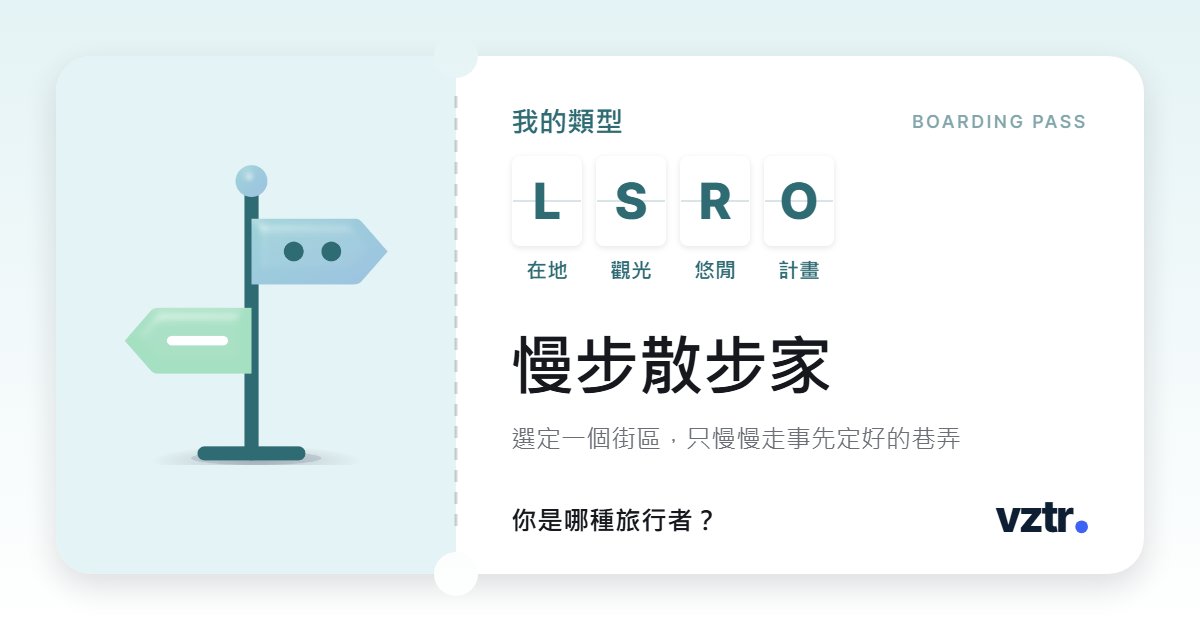 我的類型
BOARDING PASS
L S R O
在地 觀光 悠閒 計畫
慢步散步家
選定一個街區，只慢慢走事先定好的巷弄
你是哪種旅行者？
vztr.